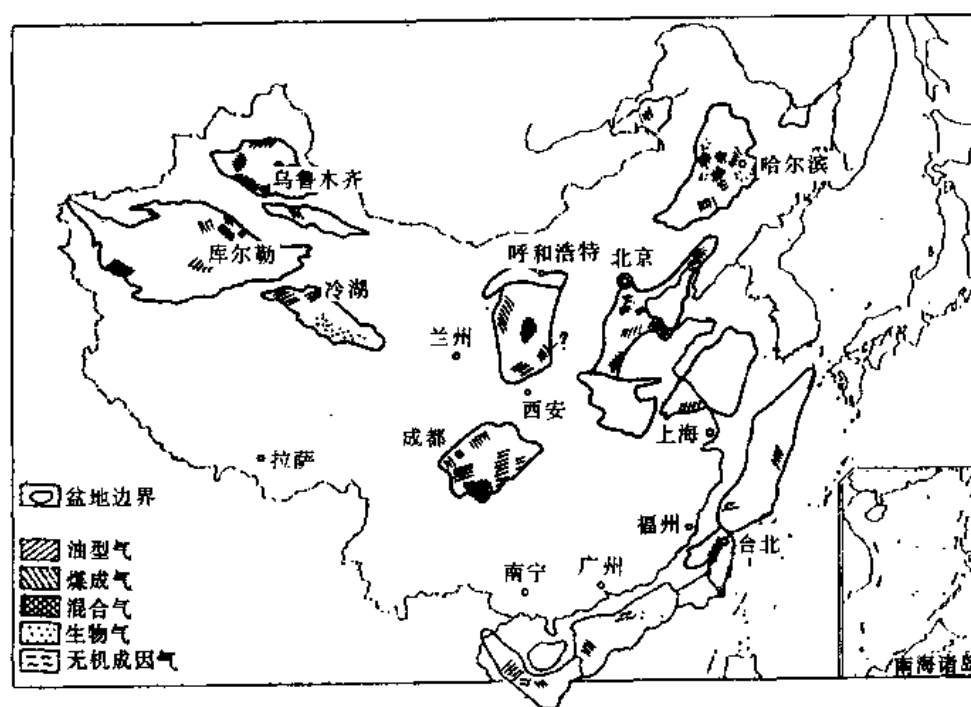 哈尔滨
乌鲁木齐
呼和浩特
北京
库尔勒
冷湖
兰州
?
西安
成都
上海
拉萨
盆地边界
福州
台北
油型气
南宁
广州
煤成气
混合气
生物气
无机成因气
南海诸岛